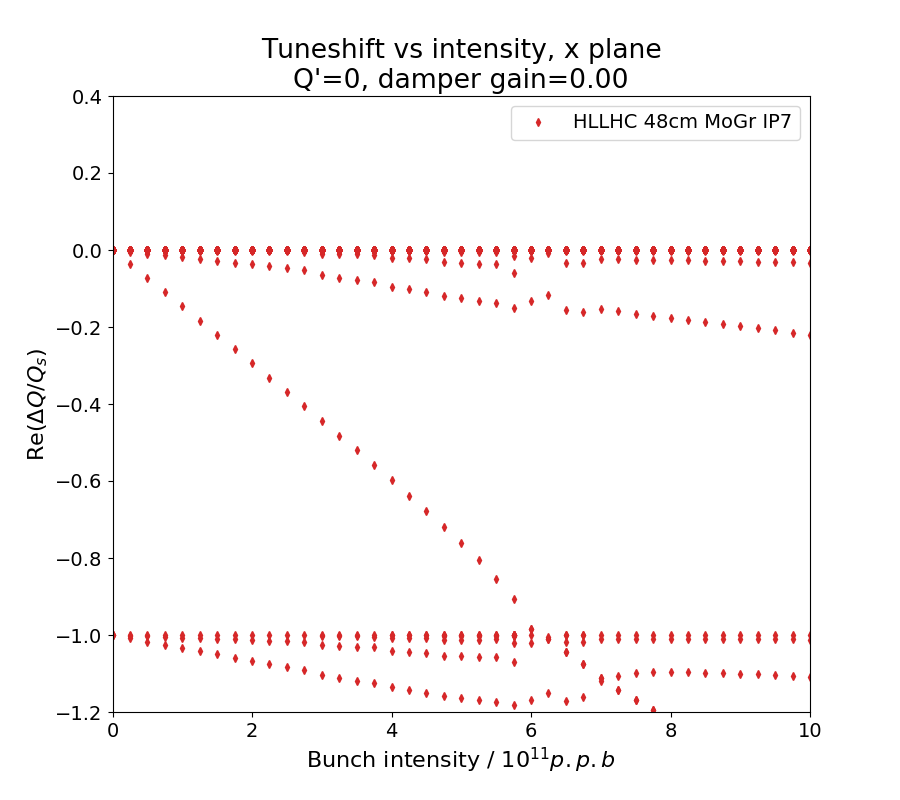 Tuneshift vs intensity, x plane
Q'=0, damper gain=0.00
HLLHC 48cm MoGr IP7
0.4
0.2
0.0
−0.2
−0.4
−0.6
−0.8
−1.0
−1.2
Re(ΔQ/Qₛ)
0 2 4 6 8 10
Bunch intensity / 10¹¹p.p.b